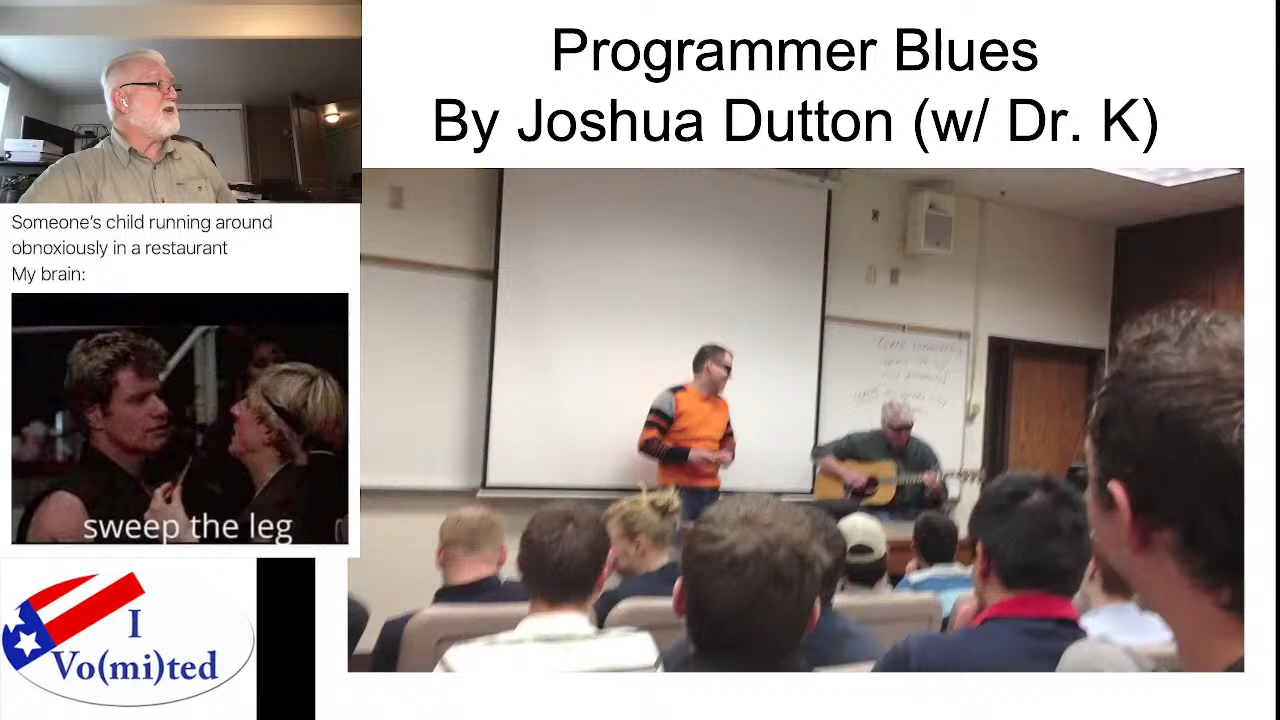 Programmer Blues
By Joshua Dutton (w/ Dr. K)
Someone's child running around
obnoxiously in a restaurant
My brain:
sweep the leg
I
Vo(mi)ted